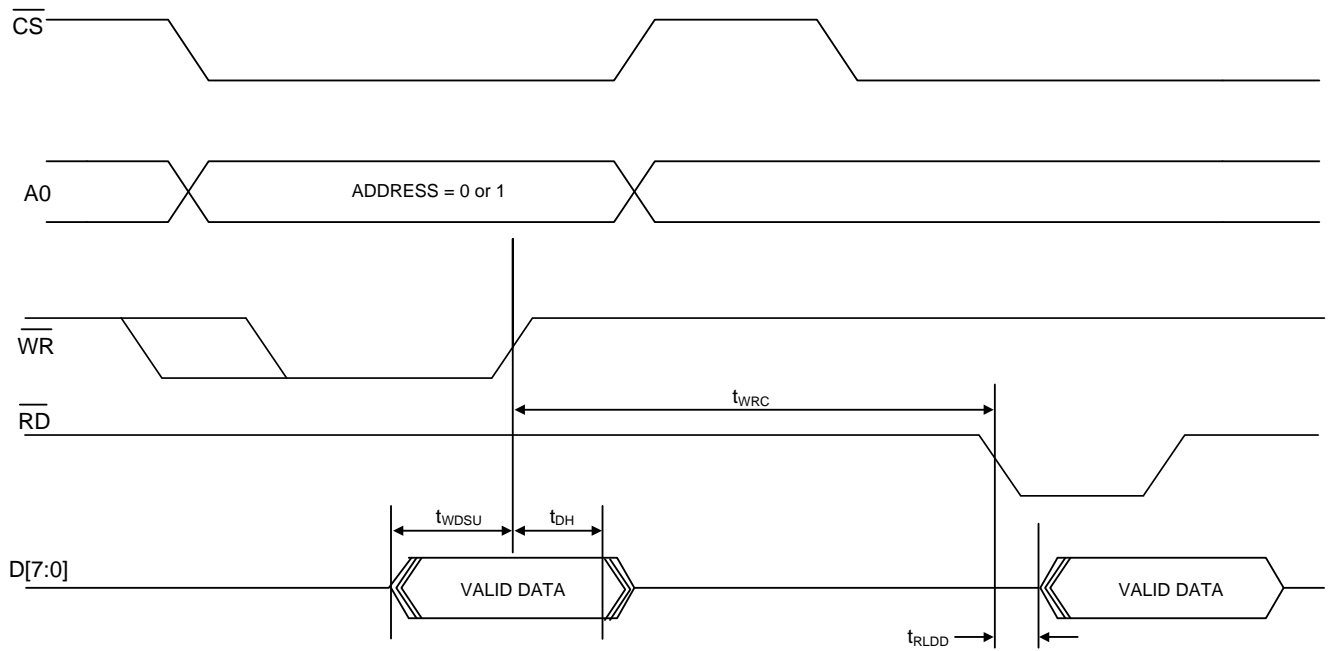 CS
A0
ADDRESS = 0 or 1
WR
tWRC
RD
tWDSU
tDH
D[7:0]
VALID DATA
VALID DATA
tRLDD